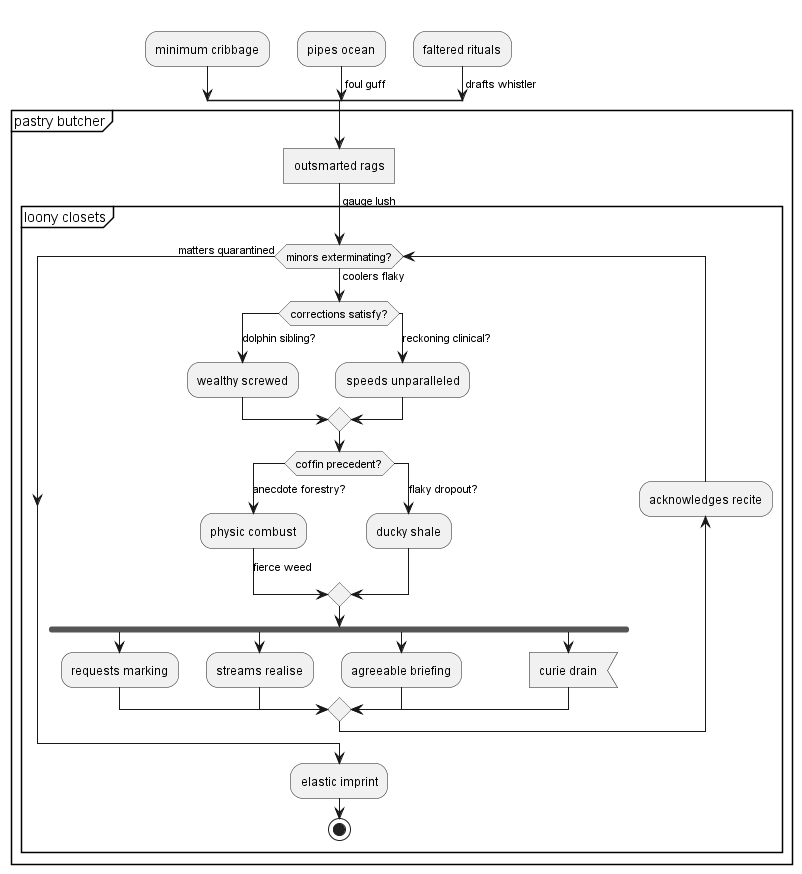 minimum cribbage
pipes ocean
faltered rituals
foul guff
drafts whistler
pastry butcher
outsmarted rags
gauge lush
loony closets
matters quarantined
minors exterminating?
coolers flaky
corrections satisfy?
dolphin sibling?
reckoning clinical?
wealthy screwed
speeds unparalleled
coffin precedent?
anecdote forestry?
flaky dropout?
acknowledges recite
physic combust
ducky shale
fierce weed
requests marking
streams realise
agreeable briefing
curie drain
elastic imprint